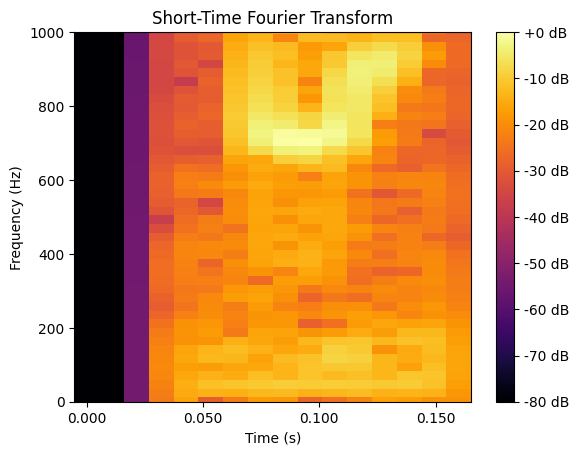 Short-Time Fourier Transform
1000
800
600
400
200
0
Frequency (Hz)
0.000
0.050
0.100
0.150
Time (s)
+0 dB
-10 dB
-20 dB
-30 dB
-40 dB
-50 dB
-60 dB
-70 dB
-80 dB